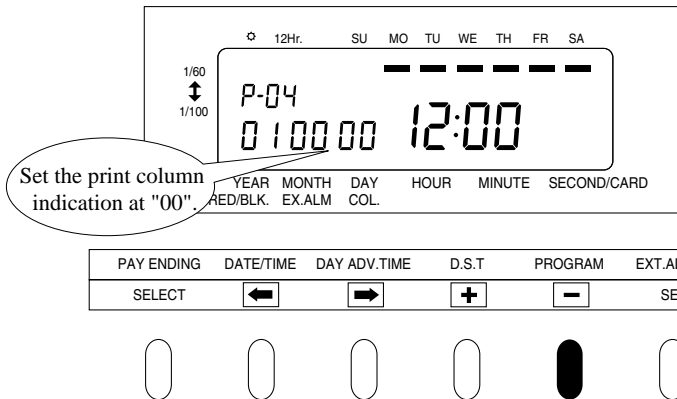 12Hr. SU MO TU WE TH FR SA
1/60
1/100
P-04
01 00 00 12:00
Set the print column
indication at "00".
YEAR MONTH DAY HOUR MINUTE SECOND/CARD
RED/BLK. EX.ALM COL.
PAY ENDING DATE/TIME DAY ADV.TIME D.S.T PROGRAM
SELECT + −